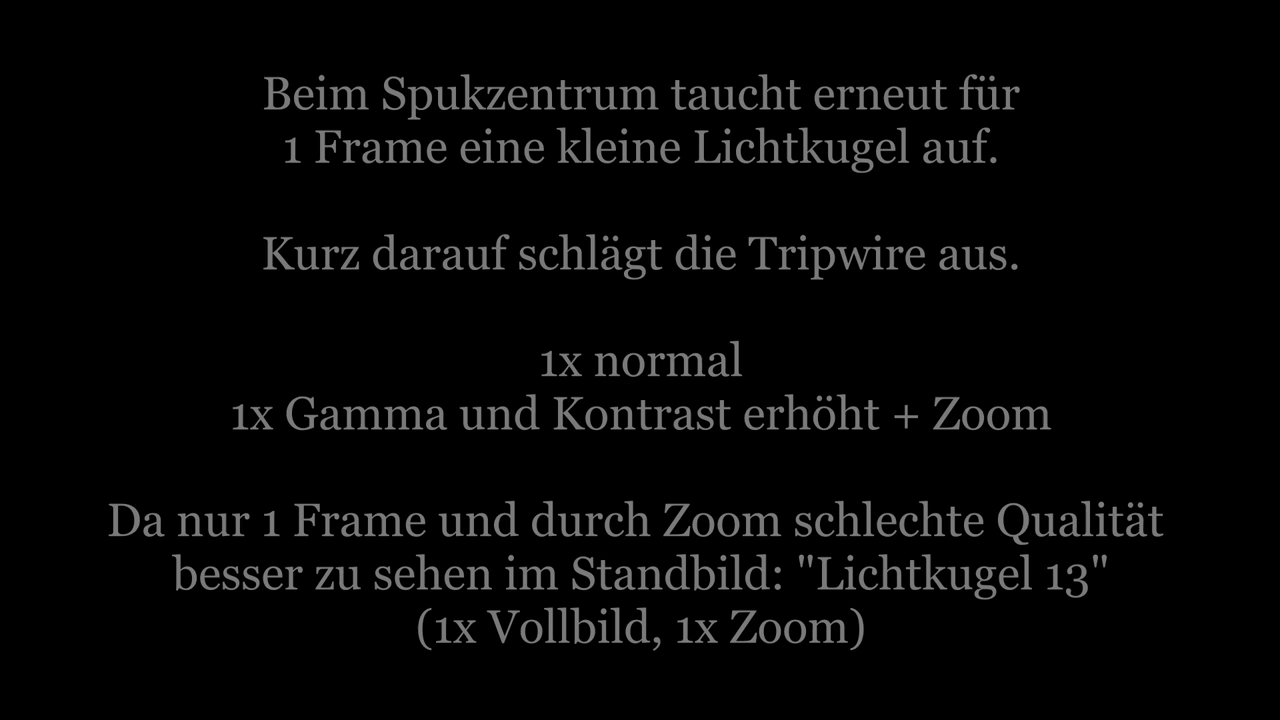 Beim Spukzentrum taucht erneut für
1 Frame eine kleine Lichtkugel auf.
Kurz darauf schlägt die Tripwire aus.
1x normal
1x Gamma und Kontrast erhöht + Zoom
Da nur 1 Frame und durch Zoom schlechte Qualität
besser zu sehen im Standbild: "Lichtkugel 13"
(1x Vollbild, 1x Zoom)